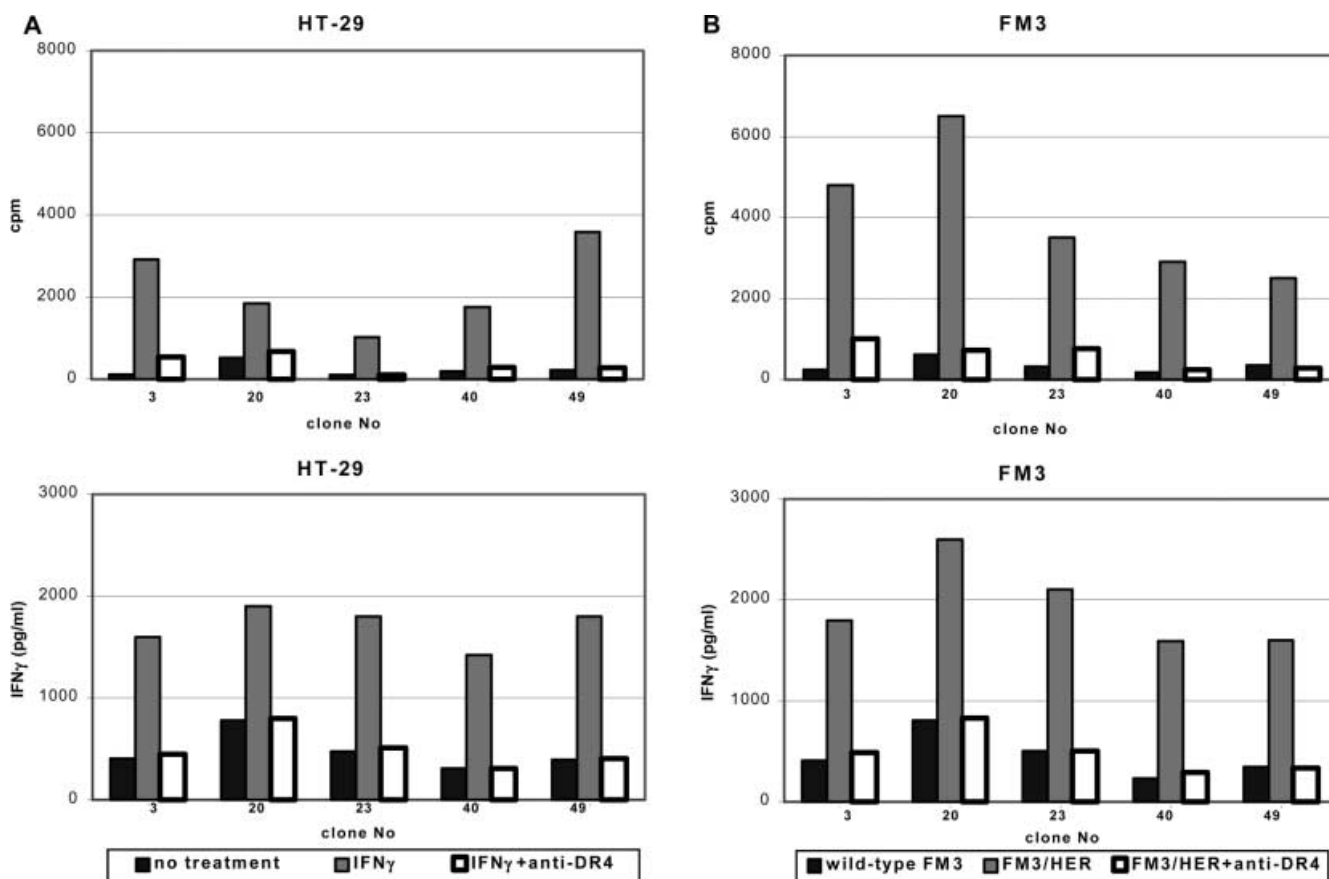 A
HT-29
8000
6000
4000
2000
0
cpm
3 20 23 40 49
clone No
B
FM3
8000
6000
4000
2000
0
cpm
3 20 23 40 49
clone No
HT-29
3000
2000
1000
0
IFNγ (pg/ml)
3 20 23 40 49
clone No
no treatment IFNγ IFNγ+anti-DR4
FM3
3000
2000
1000
0
IFNγ (pg/ml)
3 20 23 40 49
clone No
wild-type FM3 FM3/HER FM3/HER+anti-DR4